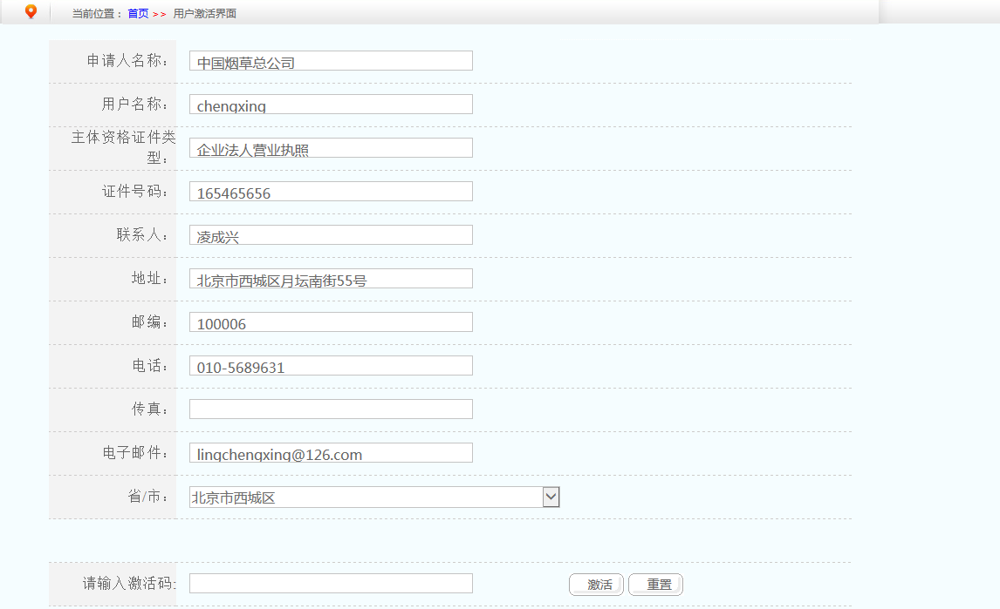 当前位置： 首页 >> 用户激活界面
申请人名称： 中国烟草总公司
用户名称： chengxing
主体资格证件类
型： 企业法人营业执照
证件号码： 165465656
联系人： 凌成兴
地址： 北京市西城区月坛南街55号
邮编： 100006
电话： 010-5689631
传真：
电子邮件： lingchengxing@126.com
省/市： 北京市西城区
请输入激活码: 激活 重置